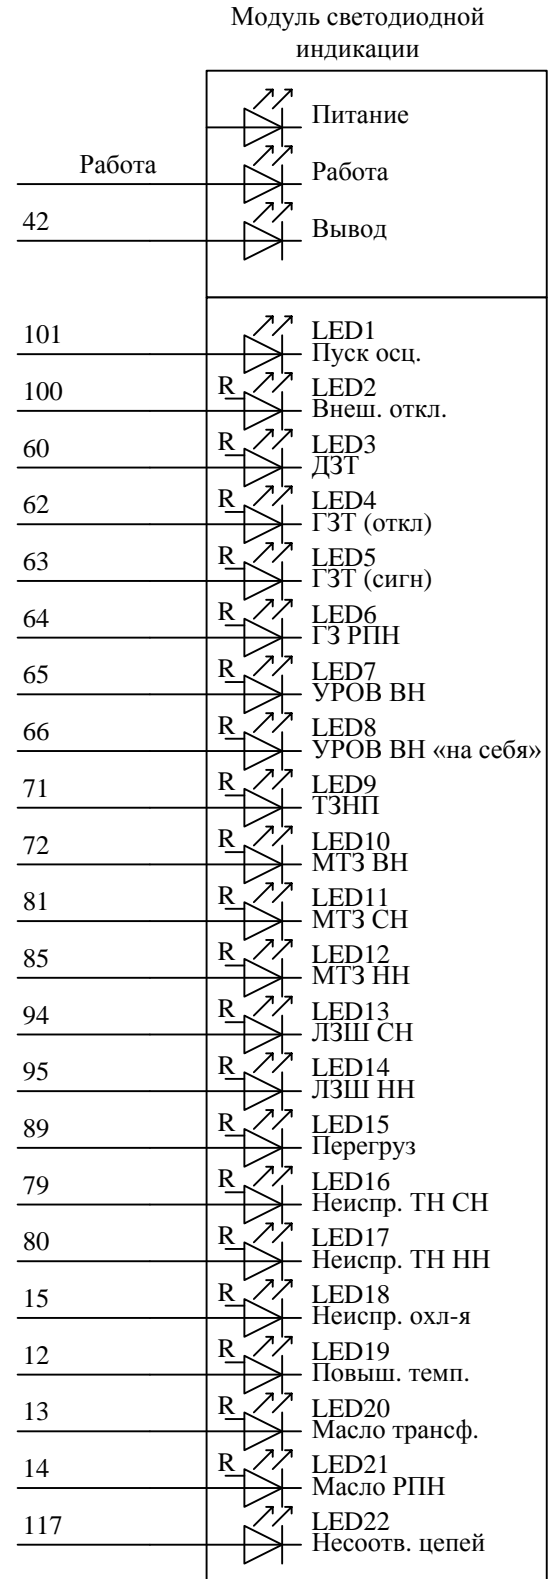 Модуль светодиодной
индикации
Питание
Работа Работа
42 Вывод
101 LED1
Пуск осц.
100 R LED2
Внеш. откл.
60 R LED3
ДЗТ
62 R LED4
ГЗТ (откл)
63 R LED5
ГЗТ (сигн)
64 R LED6
ГЗ РПН
65 R LED7
УРОВ ВН
66 R LED8
УРОВ ВН «на себя»
71 R LED9
ТЗНП
72 R LED10
МТЗ ВН
81 R LED11
МТЗ СН
85 R LED12
МТЗ НН
94 R LED13
ЛЗШ СН
95 R LED14
ЛЗШ НН
89 R LED15
Перегруз
79 R LED16
Неиспр. ТН СН
80 R LED17
Неиспр. ТН НН
15 R LED18
Неиспр. охл-я
12 R LED19
Повыш. темп.
13 R LED20
Масло трансф.
14 R LED21
Масло РПН
117 LED22
Несоотв. цепей